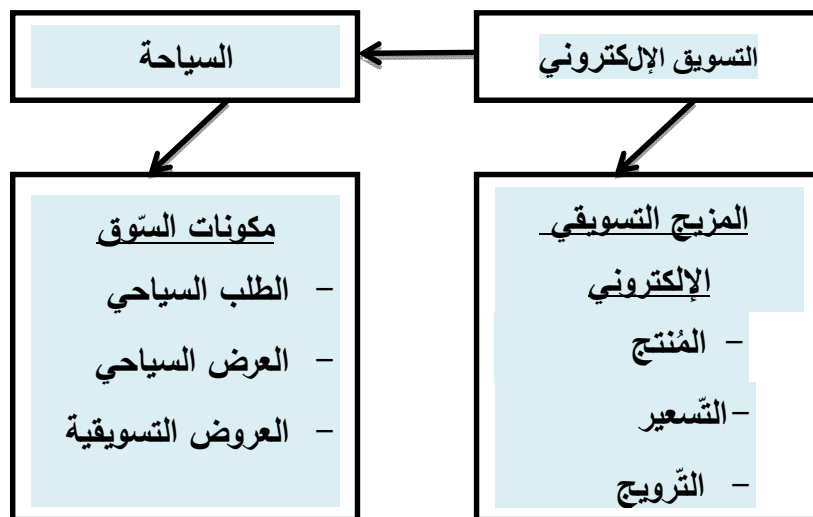 التسويق الإلكتروني
السياحة
المزيج التسويقي
الإلكتروني
– المُنتج
–التّسعير
– التّرويج
مكونات السّوق
– الطلب السياحي
– العرض السياحي
– العروض التسويقية